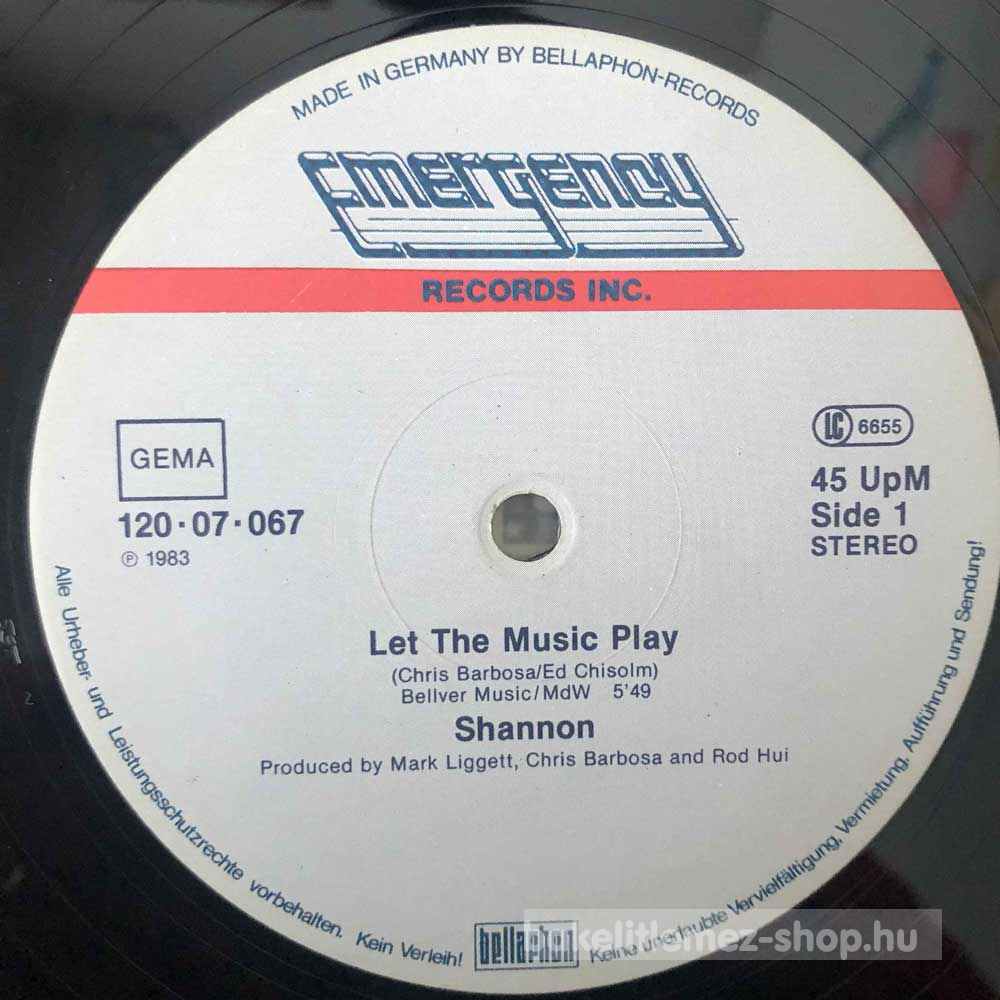 MADE IN GERMANY BY BELLAPHON-RECORDS
Emergency
RECORDS INC.
GEMA
120·07·067
℗ 1983
LC 6655
45 UpM
Side 1
STEREO
Let The Music Play
(Chris Barbosa/Ed Chisolm)
Bellver Music/MdW 5'49
Shannon
Produced by Mark Liggett, Chris Barbosa and Rod Hui
Alle Urheber- und Leistungsschutzrechte vorbehalten. Kein Verleih! Keine unerlaubte Vervielfältigung, Vermietung, Aufführung und Sendung!
bellaphon
bakelitlemez-shop.hu